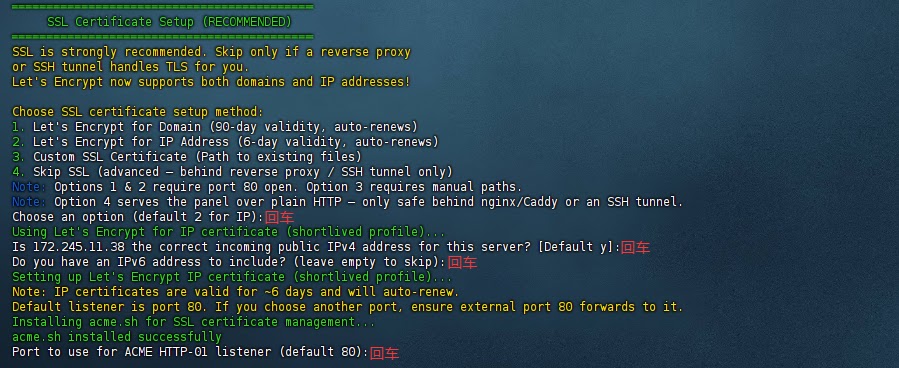 ===========================================
SSL Certificate Setup (RECOMMENDED)
===========================================
SSL is strongly recommended. Skip only if a reverse proxy
or SSH tunnel handles TLS for you.
Let's Encrypt now supports both domains and IP addresses!
Choose SSL certificate setup method:
1. Let's Encrypt for Domain (90-day validity, auto-renews)
2. Let's Encrypt for IP Address (6-day validity, auto-renews)
3. Custom SSL Certificate (Path to existing files)
4. Skip SSL (advanced — behind reverse proxy / SSH tunnel only)
Note: Options 1 & 2 require port 80 open. Option 3 requires manual paths.
Note: Option 4 serves the panel over plain HTTP — only safe behind nginx/Caddy or an SSH tunnel.
Choose an option (default 2 for IP):回车
Using Let's Encrypt for IP certificate (shortlived profile)...
Is 172.245.11.38 the correct incoming public IPv4 address for this server? [Default y]:回车
Do you have an IPv6 address to include? (leave empty to skip):回车
Setting up Let's Encrypt IP certificate (shortlived profile)...
Note: IP certificates are valid for ~6 days and will auto-renew.
Default listener is port 80. If you choose another port, ensure external port 80 forwards to it.
Installing acme.sh for SSL certificate management...
acme.sh installed successfully
Port to use for ACME HTTP-01 listener (default 80):回车